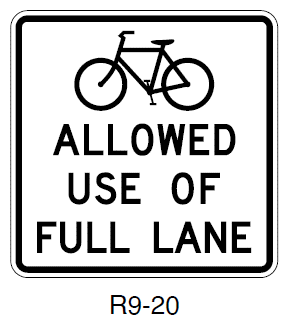 ALLOWED
USE OF
FULL LANE
R9-20